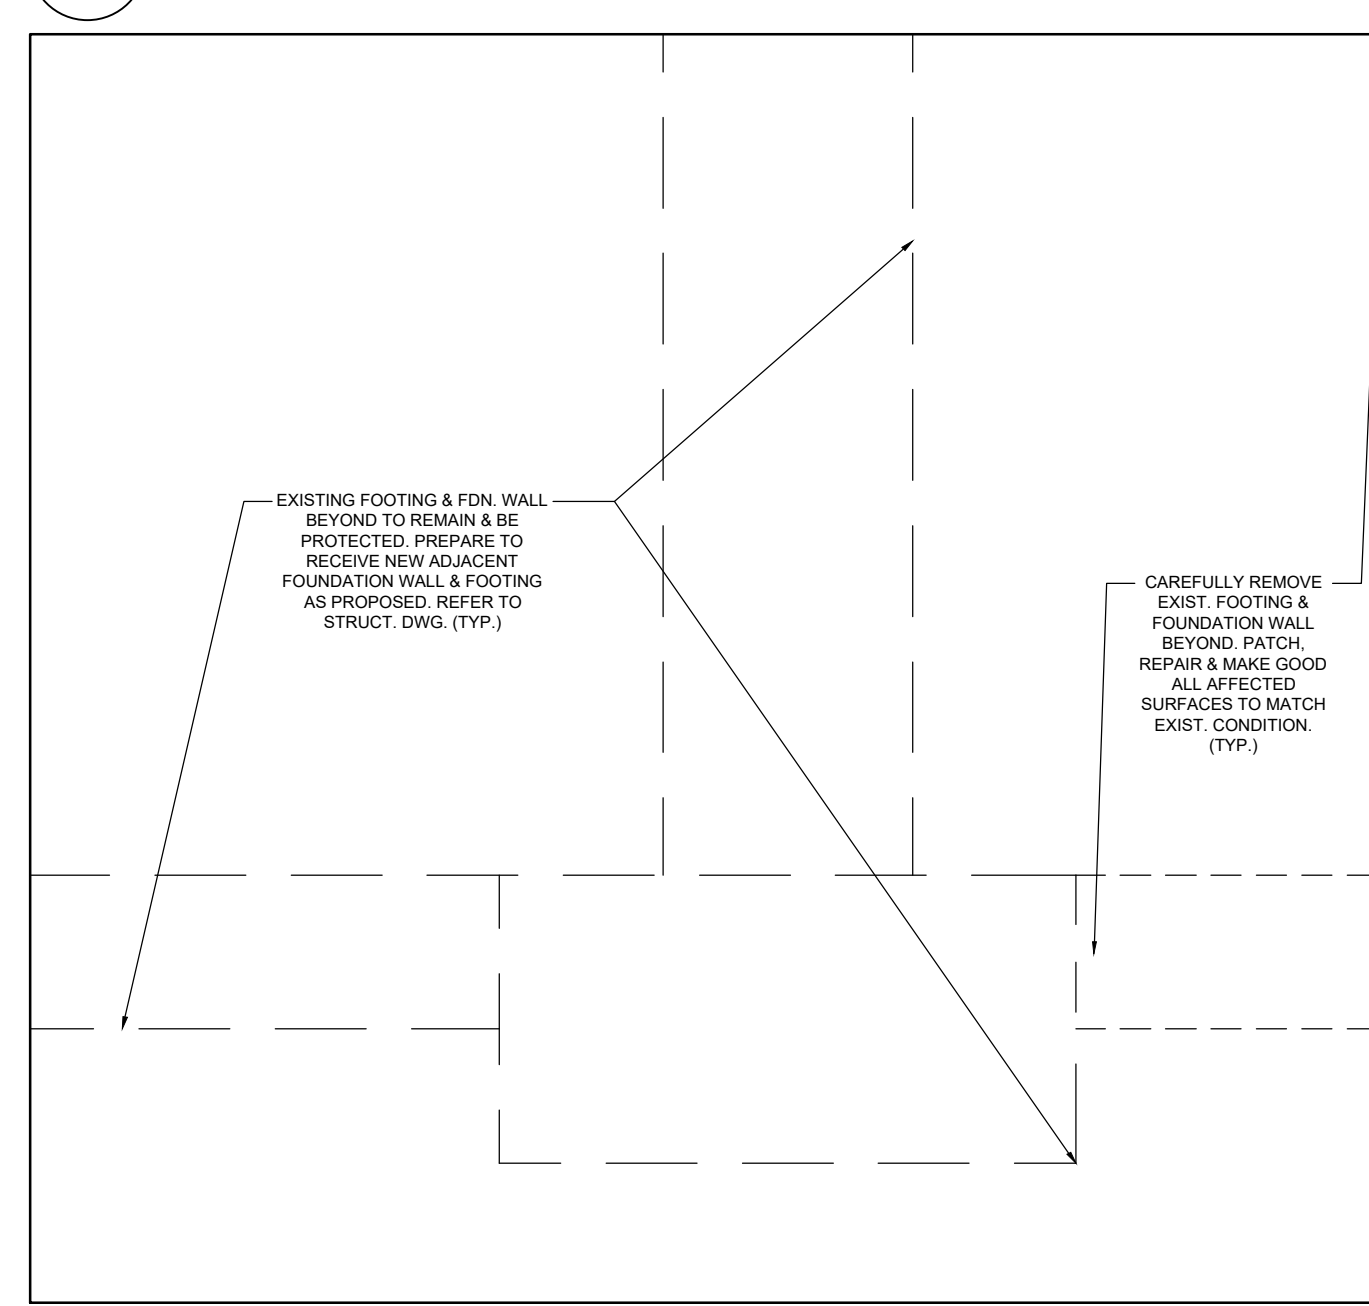 EXISTING FOOTING & FDN. WALL
BEYOND TO REMAIN & BE
PROTECTED. PREPARE TO
RECEIVE NEW ADJACENT
FOUNDATION WALL & FOOTING
AS PROPOSED. REFER TO
STRUCT. DWG. (TYP.)
CAREFULLY REMOVE
EXIST. FOOTING &
FOUNDATION WALL
BEYOND. PATCH,
REPAIR & MAKE GOOD
ALL AFFECTED
SURFACES TO MATCH
EXIST. CONDITION.
(TYP.)